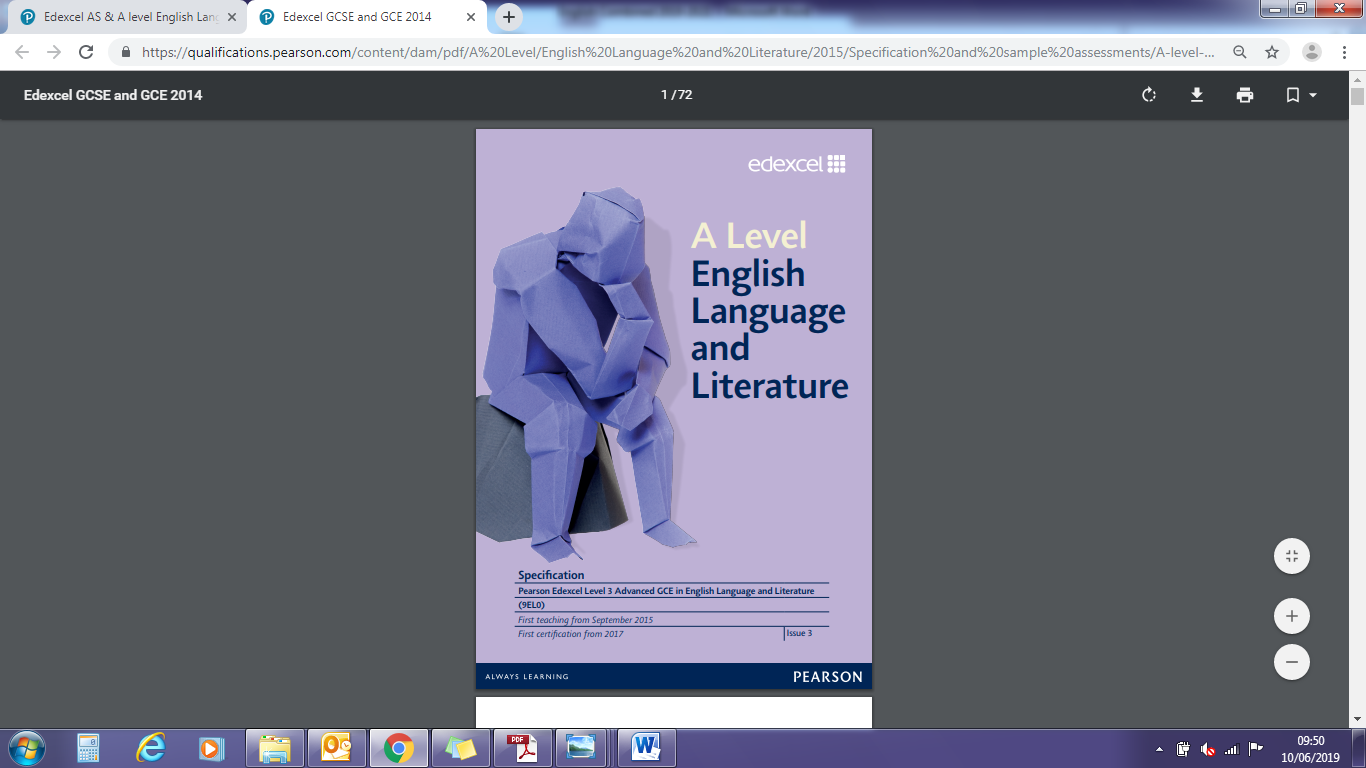 Edexcel AS & A level English Lang
Edexcel GCSE and GCE 2014
https://qualifications.pearson.com/content/dam/pdf/A%20Level/English%20Language%20and%20Literature/2015/Specification%20and%20sample%20assessments/A-level-...
Edexcel GCSE and GCE 2014
1 / 72
edexcel
A Level
English
Language
and
Literature
Specification
Pearson Edexcel Level 3 Advanced GCE in English Language and Literature
(9EL0)
First teaching from September 2015
First certification from 2017
Issue 3
ALWAYS LEARNING
PEARSON
PDF
09:50
10/06/2019